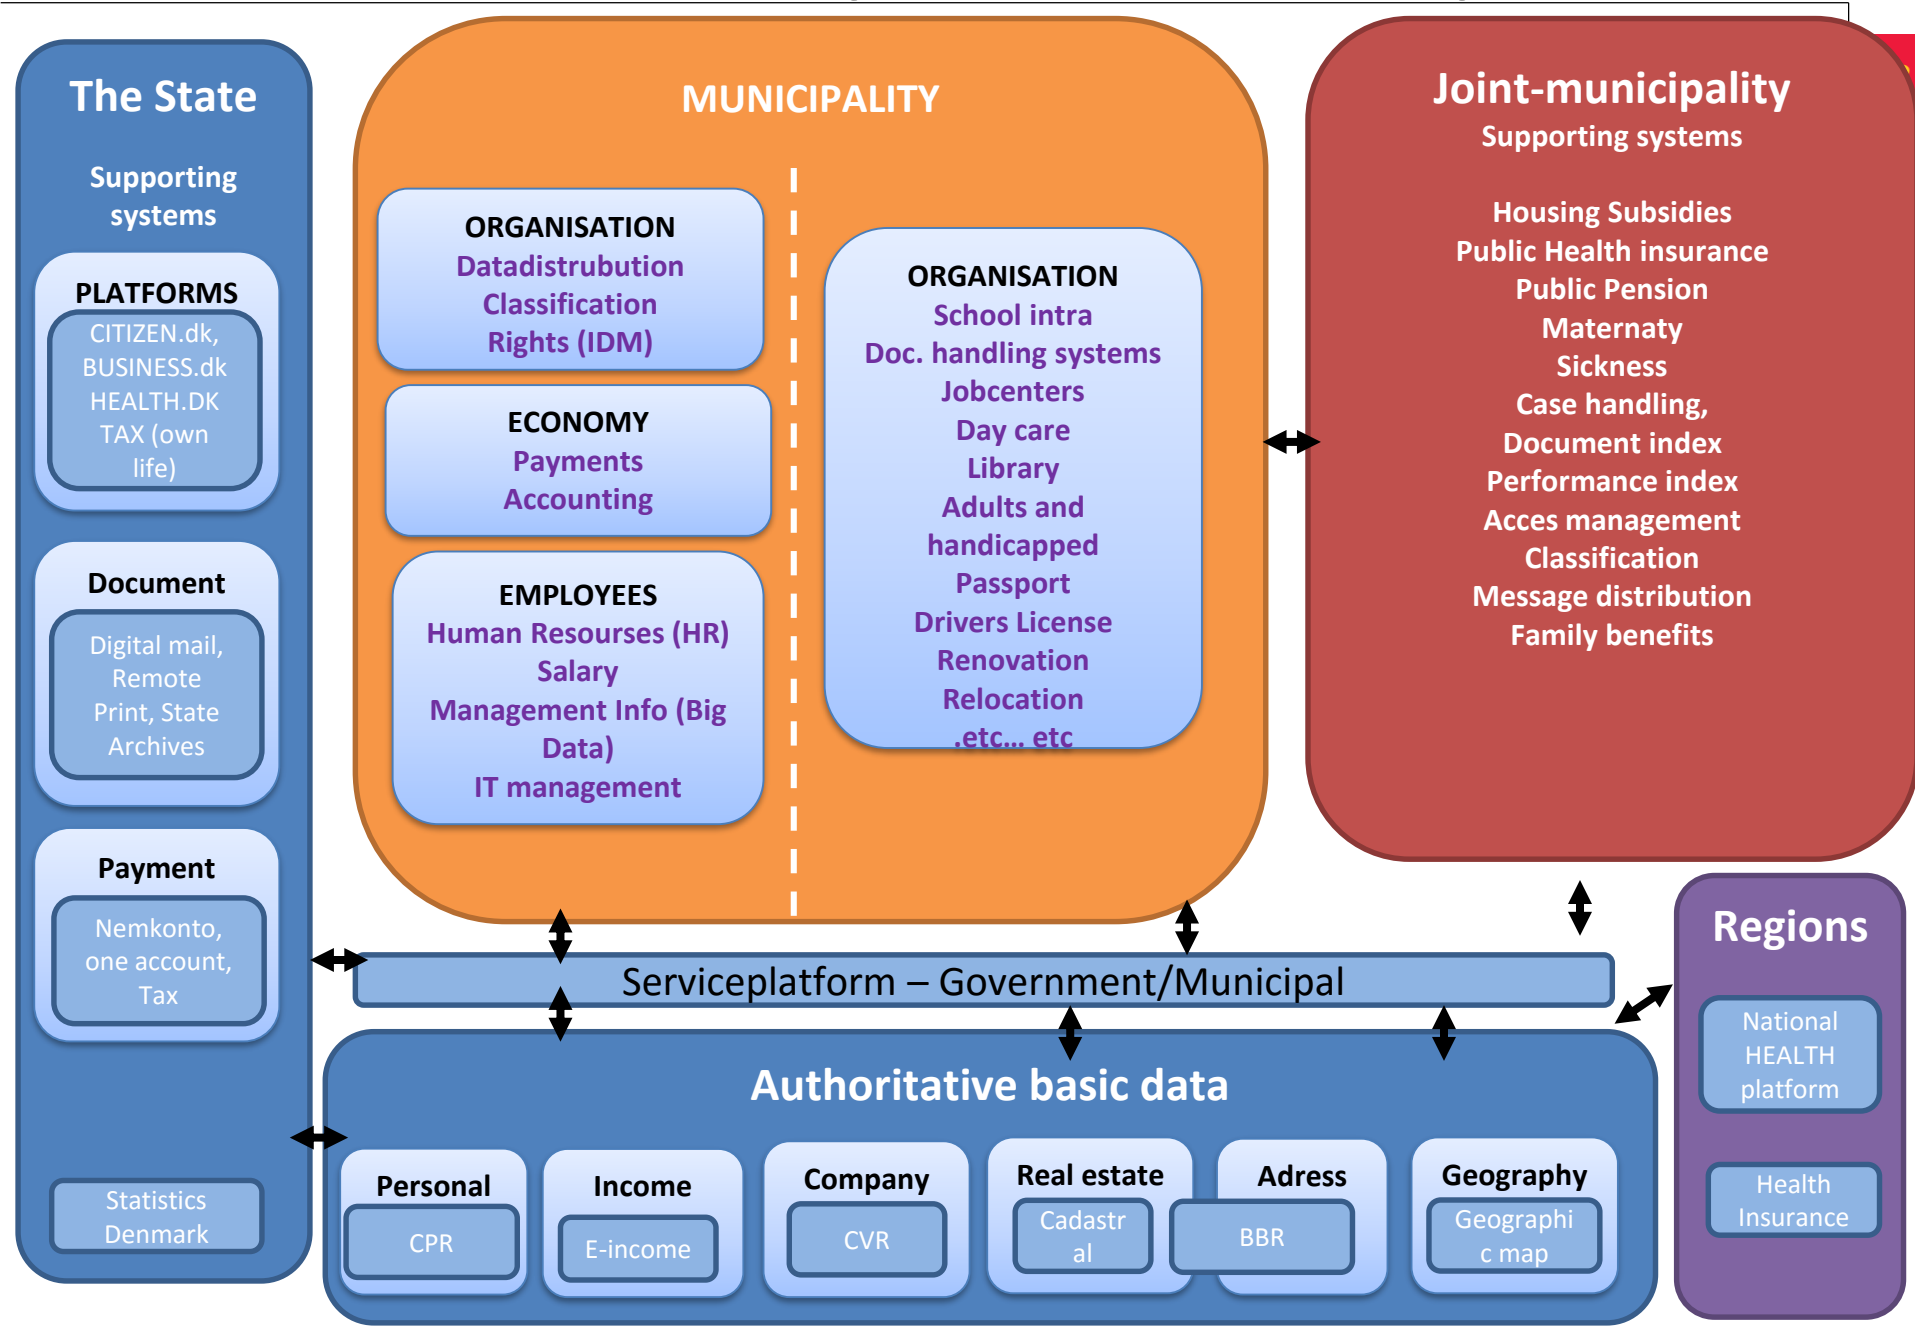 The State
Supporting
systems
PLATFORMS
CITIZEN.dk,
BUSINESS.dk
HEALTH.DK
TAX (own
life)
Document
Digital mail,
Remote
Print, State
Archives
Payment
Nemkonto,
one account,
Tax
Statistics
Denmark
MUNICIPALITY
ORGANISATION
Datadistrubution
Classification
Rights (IDM)
ECONOMY
Payments
Accounting
EMPLOYEES
Human Resourses (HR)
Salary
Management Info (Big
Data)
IT management
ORGANISATION
School intra
Doc. handling systems
Jobcenters
Day care
Library
Adults and
handicapped
Passport
Drivers License
Renovation
Relocation
.etc... etc
Joint-municipality
Supporting systems
Housing Subsidies
Public Health insurance
Public Pension
Maternaty
Sickness
Case handling,
Document index
Performance index
Acces management
Classification
Message distribution
Family benefits
Serviceplatform – Government/Municipal
Authoritative basic data
Personal
CPR
Income
E-income
Company
CVR
Real estate
Cadastr
al
Adress
BBR
Geography
Geographi
c map
Regions
National
HEALTH
platform
Health
Insurance